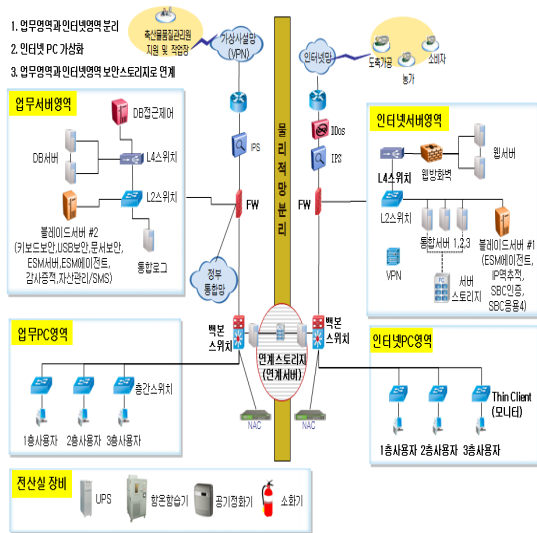 1. 업무영역과인터넷영역 분리
2. 인터넷 PC 가상화
3. 업무영역과인터넷영역 보안스토리지로 연계
축산물품질관리원
지원 및 작업장
가상사설망
(VPN)
인터넷망
도축가공
농가
소비자
업무서버영역
DB접근제어
DB서버
L4스위치
L2스위치
블레이드서버 #2
(키보드보안,USB보안,문서보안,
ESM서버,ESM에이전트,
감사증적,자산관리/SMS)
통합로그
IPS
FW
정부
통합망
물리적망분리
IDos
IPS
FW
인터넷서버영역
L4스위치
웹방화벽
웹서버
L2스위치
통합서버 1,2,3
VPN
서버
스토리지
블레이드서버 #1
(ESM에이전트,
IP역추적,
SBC인증,
SBC응용4)
업무PC영역
층간스위치
1층사용자
2층사용자
3층사용자
백본
스위치
연계스토리지
(연계서버)
백본
스위치
NAC
NAC
인터넷PC영역
Thin Client
(모니터)
1층사용자
2층사용자
3층사용자
전산실 장비
UPS
항온항습기
공기정화기
소화기